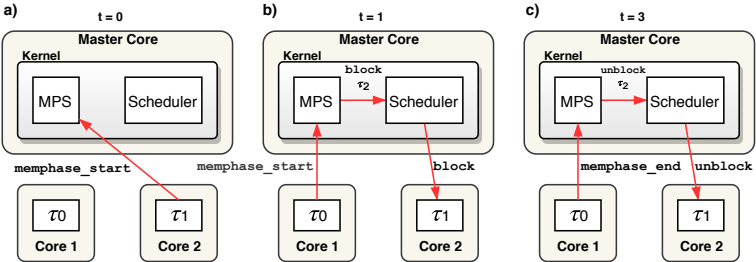 a)
t = 0
Master Core
Kernel
MPS
Scheduler
memphase_start
τ0
τ1
Core 1
Core 2
b)
t = 1
Master Core
Kernel
block
τ2
MPS
Scheduler
memphase_start
block
τ0
τ1
Core 1
Core 2
c)
t = 3
Master Core
Kernel
unblock
τ2
MPS
Scheduler
memphase_end
unblock
τ0
τ1
Core 1
Core 2